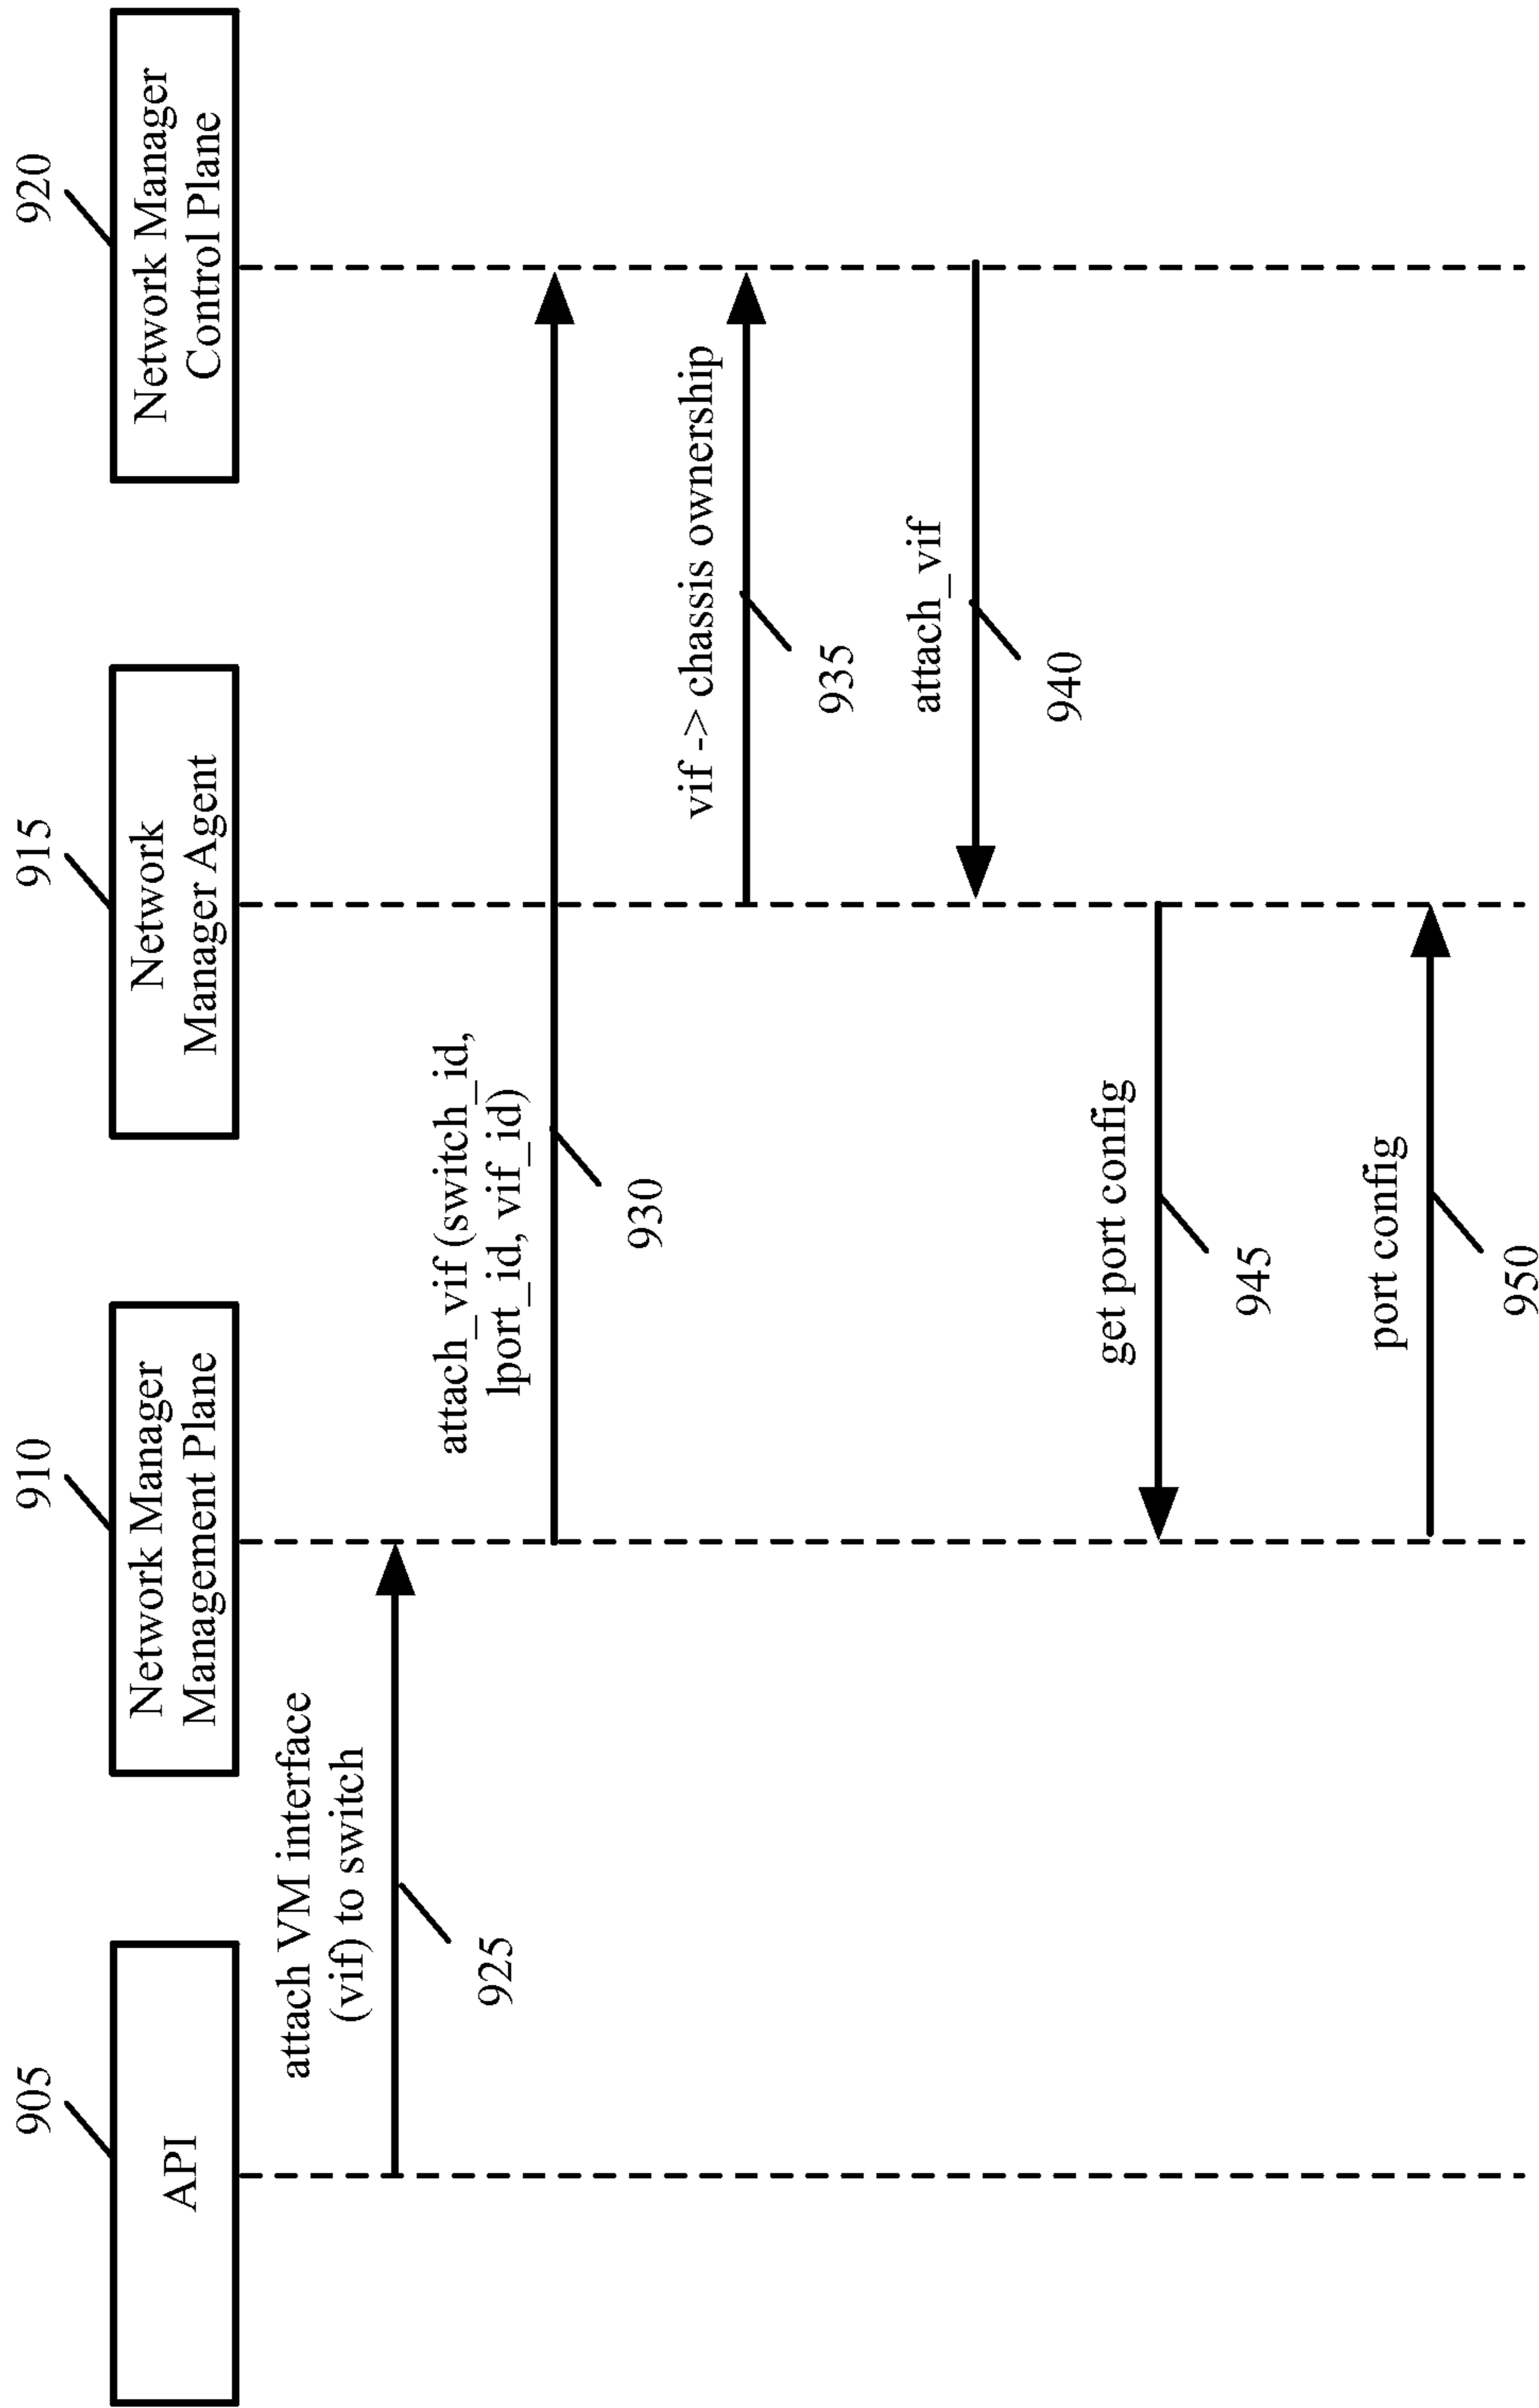 905
API
910
Network Manager
Management Plane
915
Network
Manager Agent
920
Network Manager
Control Plane
attach VM interface
(vif) to switch
925
attach_vif (switch_id,
lport_id, vif_id)
930
vif -> chassis ownership
935
attach_vif
940
get port config
945
port config
950